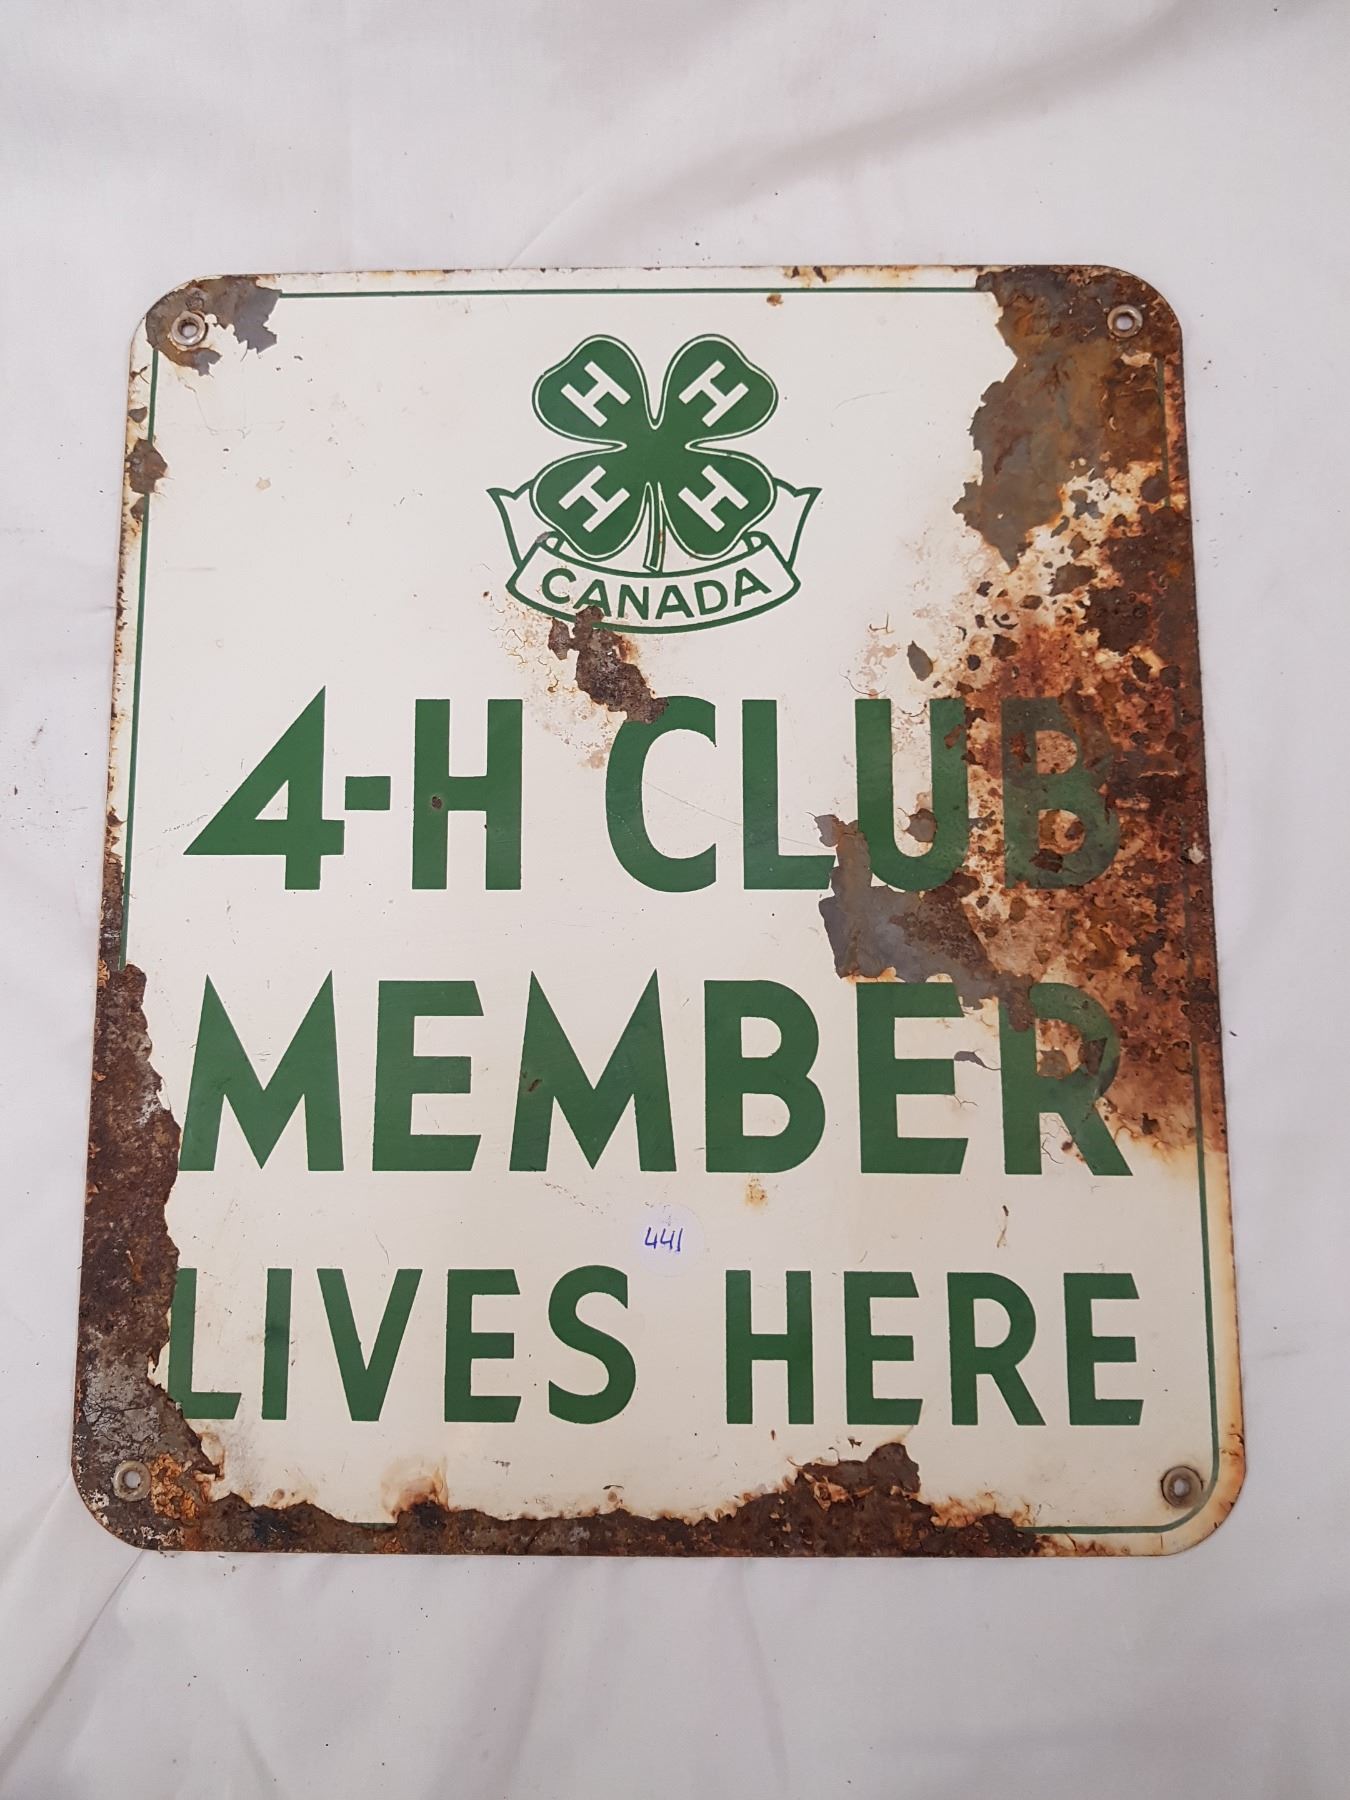 H H
H H
CANADA
4-H CLUB
MEMBER
441
LIVES HERE